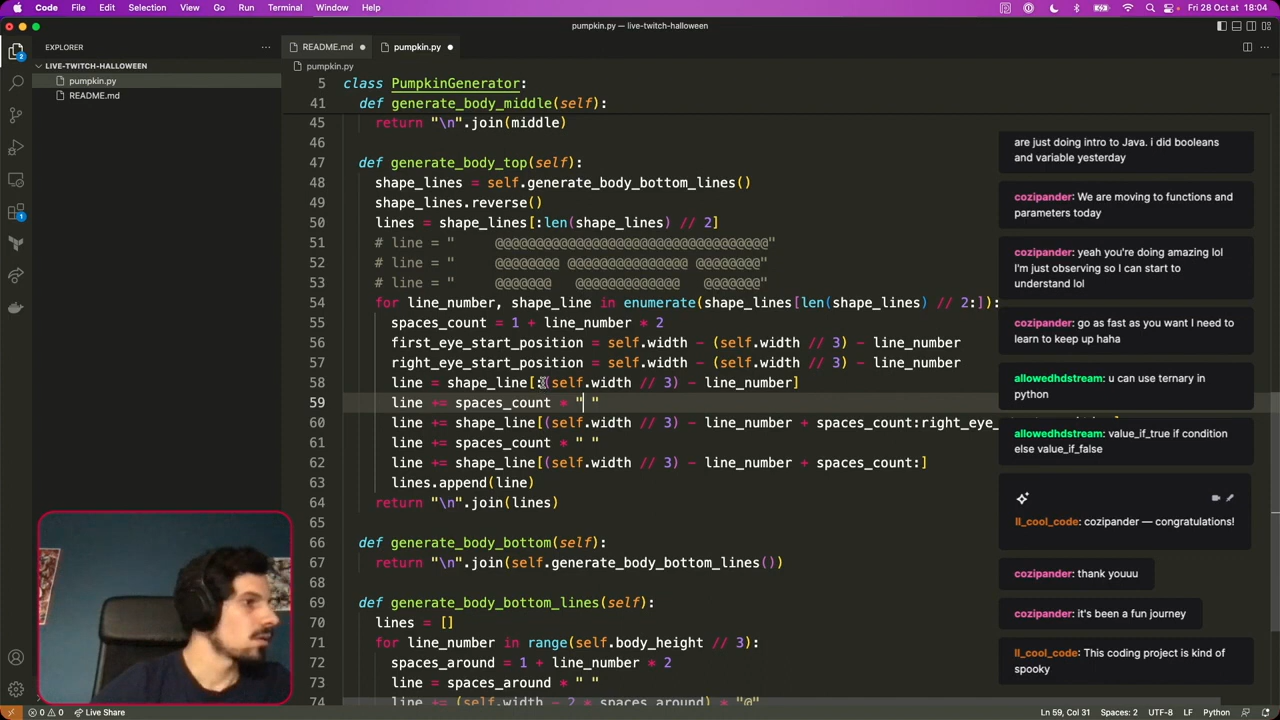 Code File Edit Selection View Go Run Terminal Window Help Fri 28 Oct at 18:04
pumpkin.py — live-twitch-halloween
EXPLORER ···
LIVE-TWITCH-HALLOWEEN
pumpkin.py
README.md
2
2
README.md pumpkin.py
pumpkin.py
5 class PumpkinGenerator:
41 def generate_body_middle(self):
45 return "\n".join(middle)
46
47 def generate_body_top(self):
48 shape_lines = self.generate_body_bottom_lines()
49 shape_lines.reverse()
50 lines = shape_lines[:len(shape_lines) // 2]
51 # line = "     @@@@@@@@@@@@@@@@@@@@@@@@@@@@@@@@@@"
52 # line = "     @@@@@@@@ @@@@@@@@@@@@@@@ @@@@@@@@"
53 # line = "     @@@@@@@   @@@@@@@@@@@@@   @@@@@@@"
54 for line_number, shape_line in enumerate(shape_lines[len(shape_lines) // 2:]):
55 spaces_count = 1 + line_number * 2
56 first_eye_start_position = self.width - (self.width // 3) - line_number
57 right_eye_start_position = self.width - (self.width // 3) - line_number
58 line = shape_line[:(self.width // 3) - line_number]
59 line += spaces_count * " "
60 line += shape_line[(self.width // 3) - line_number + spaces_count:right_eye_
61 line += spaces_count * " "
62 line += shape_line[(self.width // 3) - line_number + spaces_count:]
63 lines.append(line)
64 return "\n".join(lines)
65
66 def generate_body_bottom(self):
67 return "\n".join(self.generate_body_bottom_lines())
68
69 def generate_body_bottom_lines(self):
70 lines = []
71 for line_number in range(self.body_height // 3):
72 spaces_around = 1 + line_number * 2
73 line = spaces_around * " "
74 line += (self.width - 2 * spaces_around) * "@"
are just doing intro to Java. i did booleans
and variable yesterday
cozipander: We are moving to functions and
parameters today
cozipander: yeah you're doing amazing lol
I'm just observing so I can start to
understand lol
cozipander: go as fast as you want I need to
learn to keep up haha
allowedhdstream: u can use ternary in
python
allowedhdstream: value_if_true if condition
else value_if_false
ll_cool_code: cozipander — congratulations!
cozipander: thank youuu
cozipander: it's been a fun journey
ll_cool_code: This coding project is kind of
spooky
0 0 Live Share Ln 59, Col 31 Spaces: 2 UTF-8 LF Python